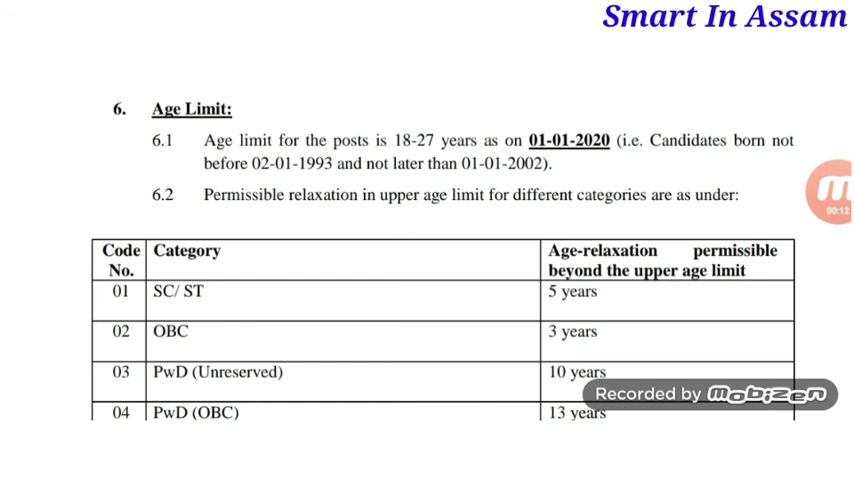 Smart In Assam
6. Age Limit:
6.1 Age limit for the posts is 18-27 years as on 01-01-2020 (i.e. Candidates born not
before 02-01-1993 and not later than 01-01-2002).
6.2 Permissible relaxation in upper age limit for different categories are as under:
Code No. Category Age-relaxation permissible beyond the upper age limit
01 SC/ ST 5 years
02 OBC 3 years
03 PwD (Unreserved) 10 years
04 PwD (OBC) 13 years
00:12
Recorded by mobizen